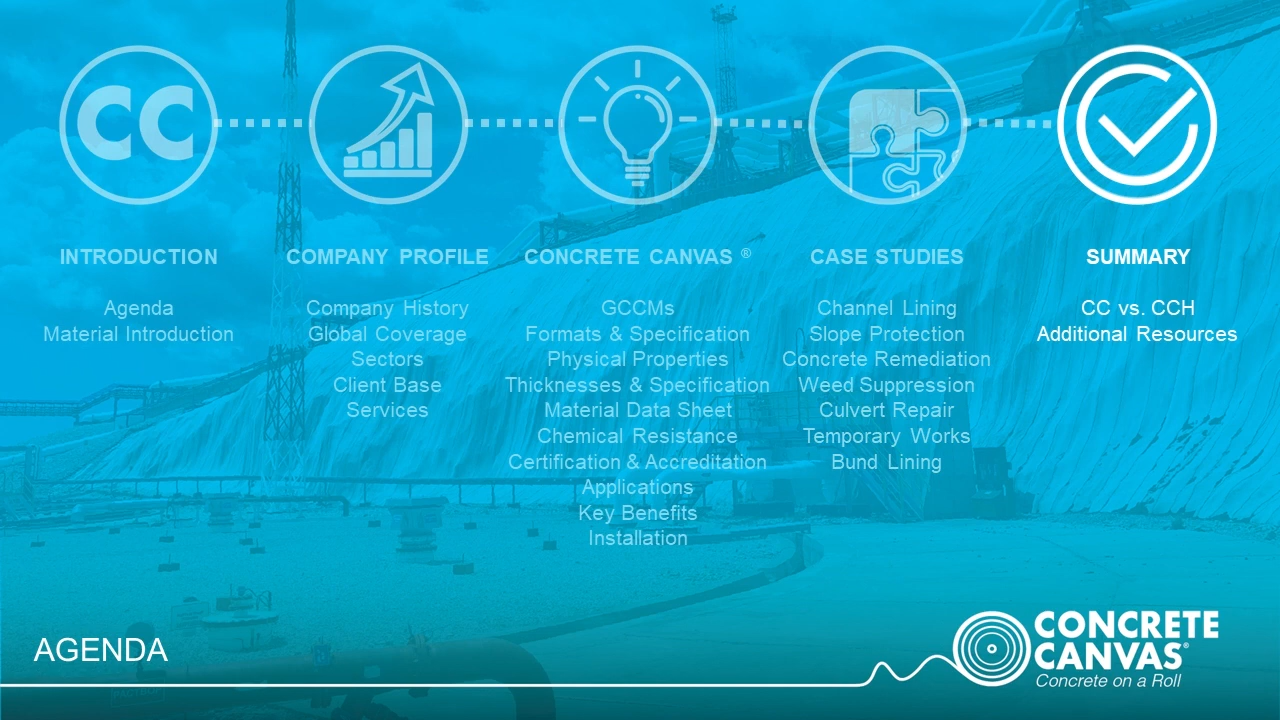 CC
INTRODUCTION
Agenda
Material Introduction
COMPANY PROFILE
Company History
Global Coverage
Sectors
Client Base
Services
CONCRETE CANVAS ®
GCCMs
Formats & Specification
Physical Properties
Thicknesses & Specification
Material Data Sheet
Chemical Resistance
Certification & Accreditation
Applications
Key Benefits
Installation
CASE STUDIES
Channel Lining
Slope Protection
Concrete Remediation
Weed Suppression
Culvert Repair
Temporary Works
Bund Lining
SUMMARY
CC vs. CCH
Additional Resources
AGENDA
CONCRETE
CANVAS®
Concrete on a Roll